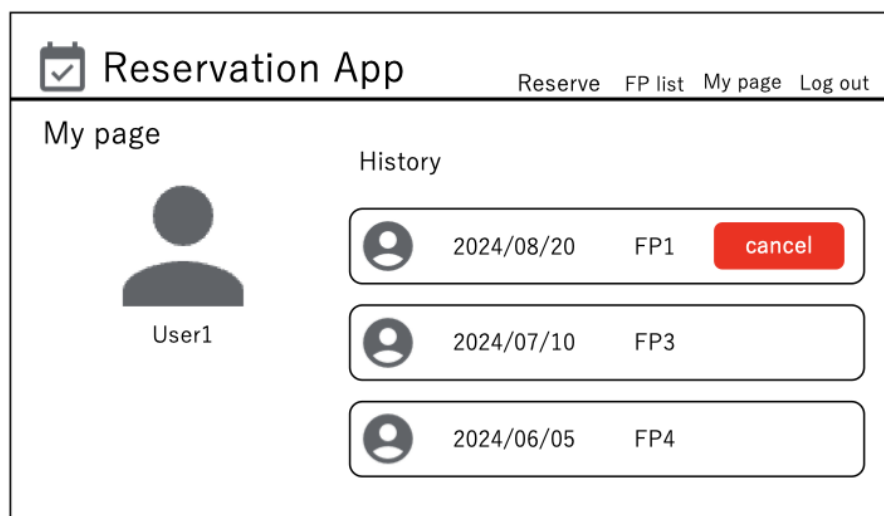 Reservation App
Reserve FP list My page Log out
My page
History
2024/08/20 FP1 cancel
User1
2024/07/10 FP3
2024/06/05 FP4